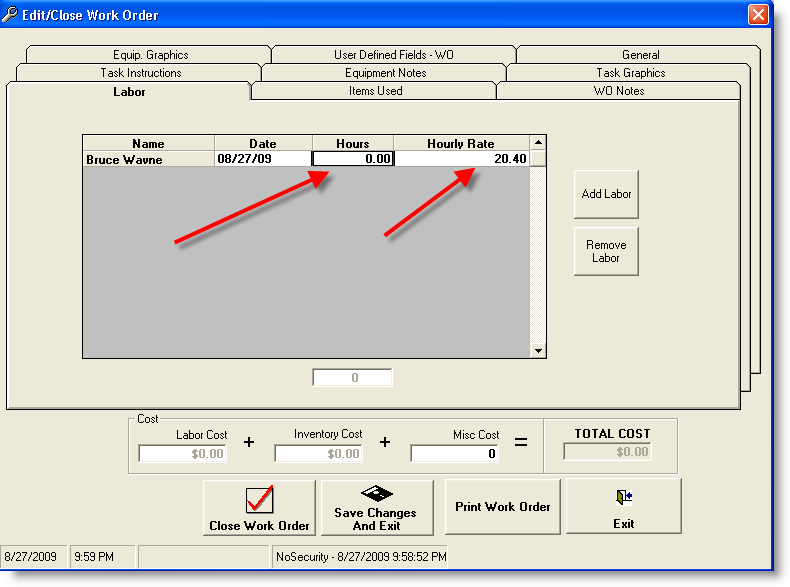 Edit/Close Work Order
Equip. Graphics User Defined Fields - WO General
Task Instructions Equipment Notes Task Graphics
Labor Items Used WO Notes
Name Date Hours Hourly Rate
Bruce Wavne 08/27/09 0.00 20.40
Add Labor
Remove
Labor
0
Cost
Labor Cost + Inventory Cost + Misc Cost = TOTAL COST
$0.00 $0.00 0 $0.00
Close Work Order
Save Changes
And Exit
Print Work Order
Exit
8/27/2009 9:59 PM NoSecurity - 8/27/2009 9:58:52 PM